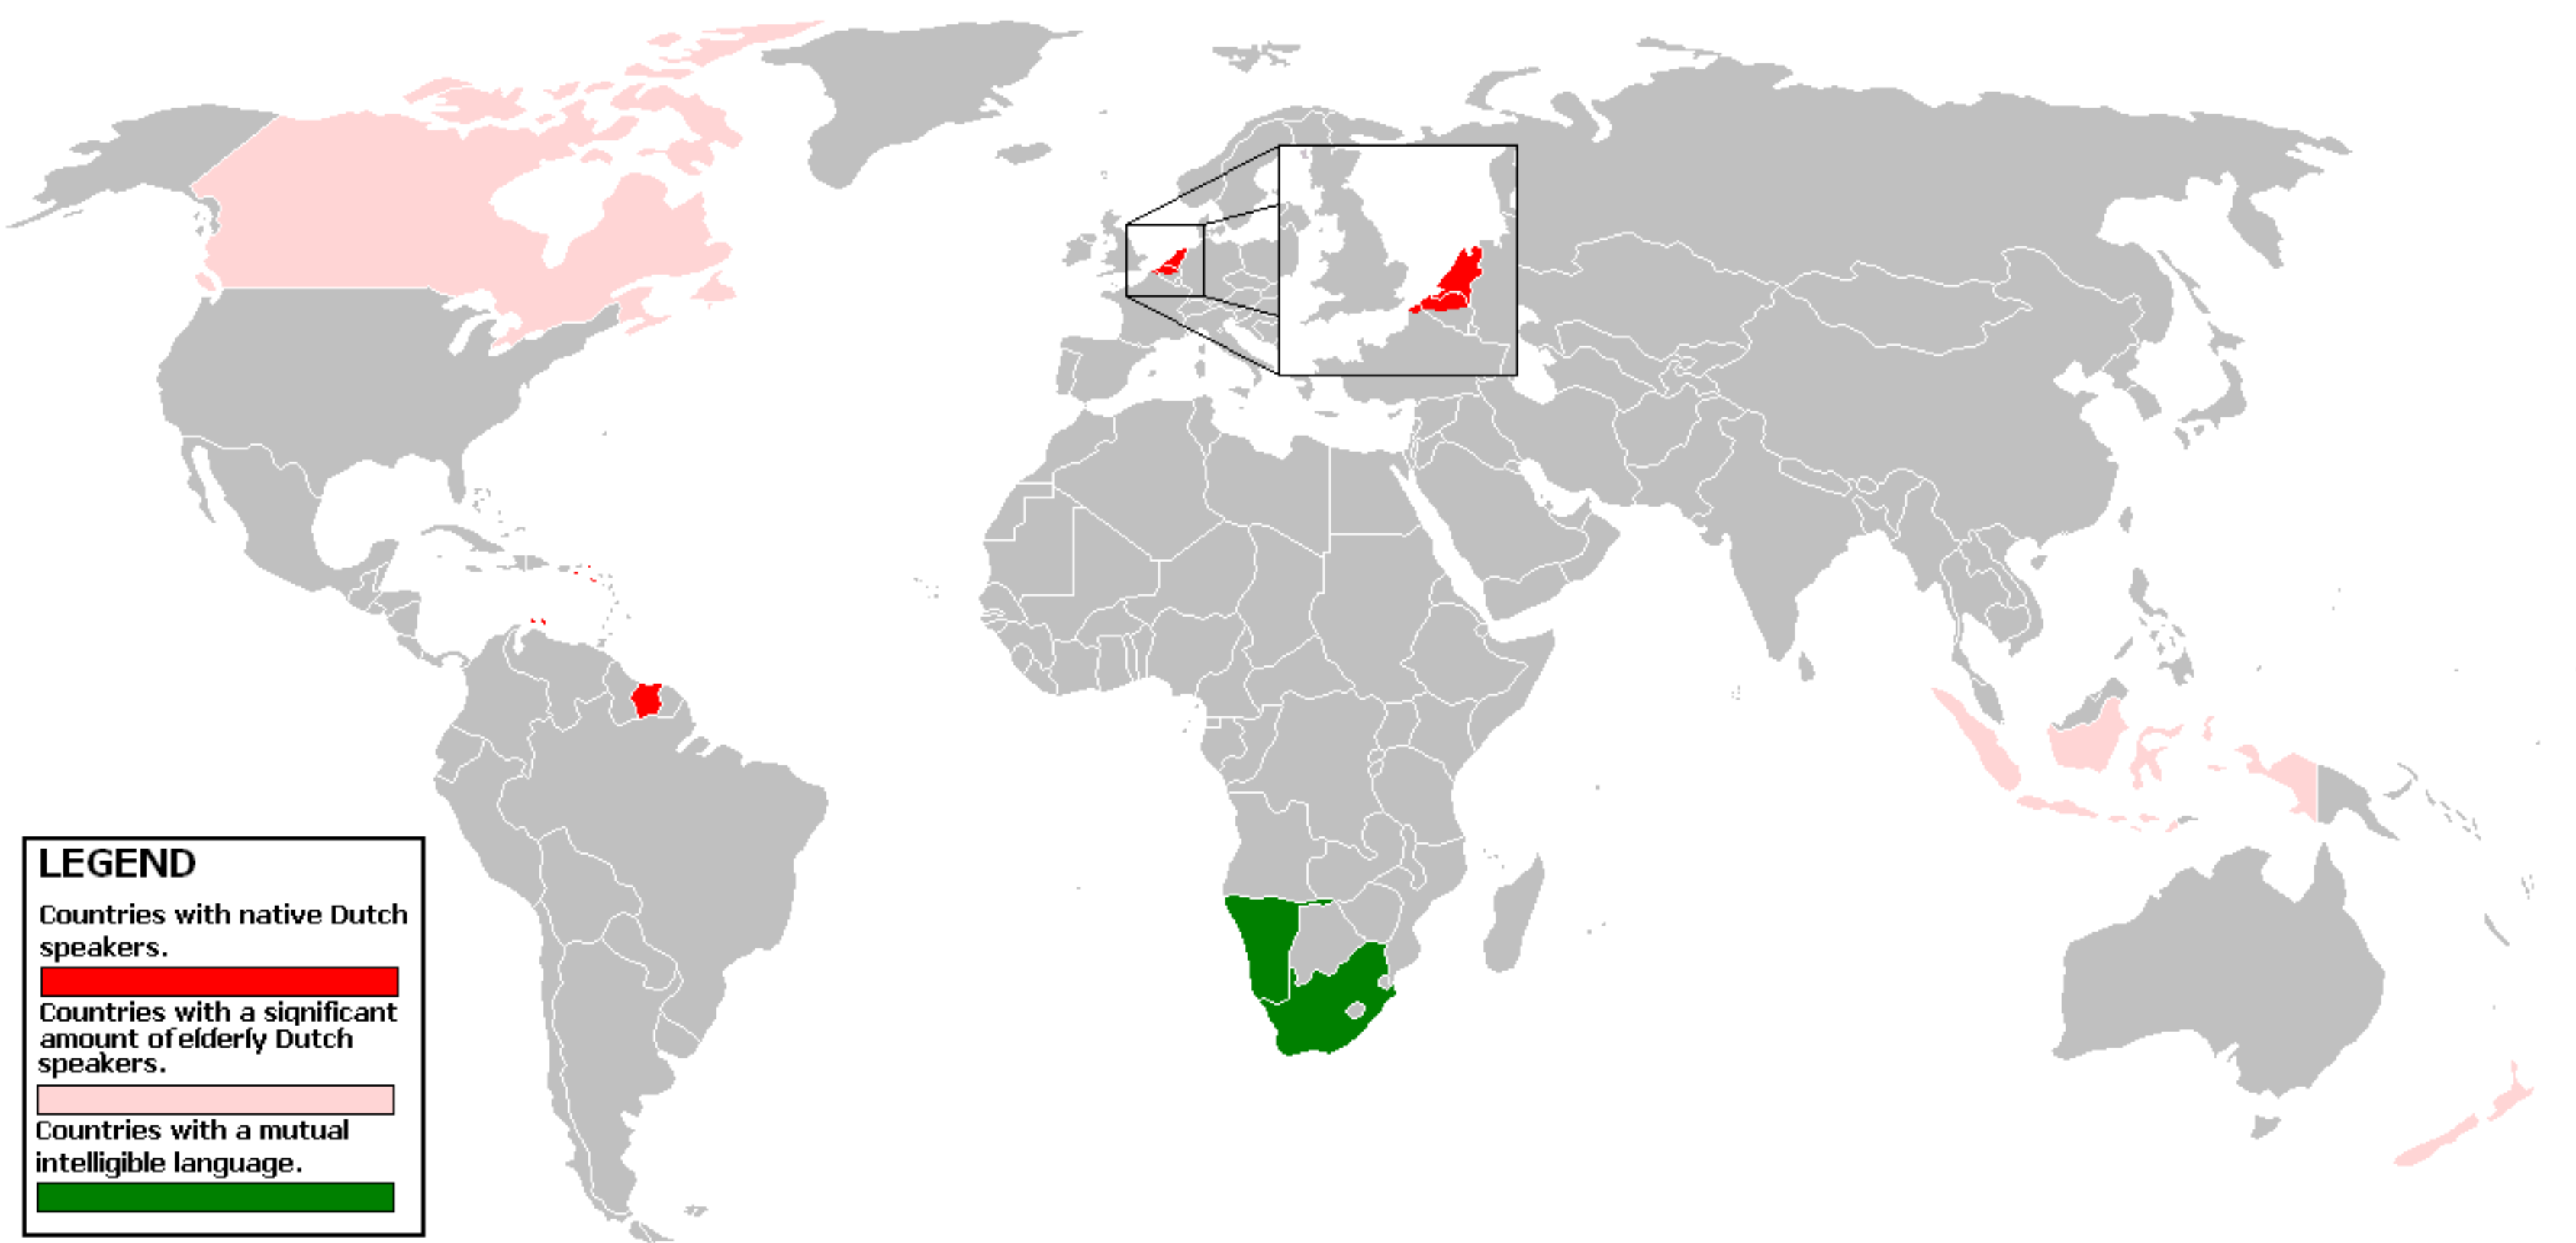 LEGEND
Countries with native Dutch
speakers.
Countries with a significant
amount of elderly Dutch
speakers.
Countries with a mutual
intelligible language.